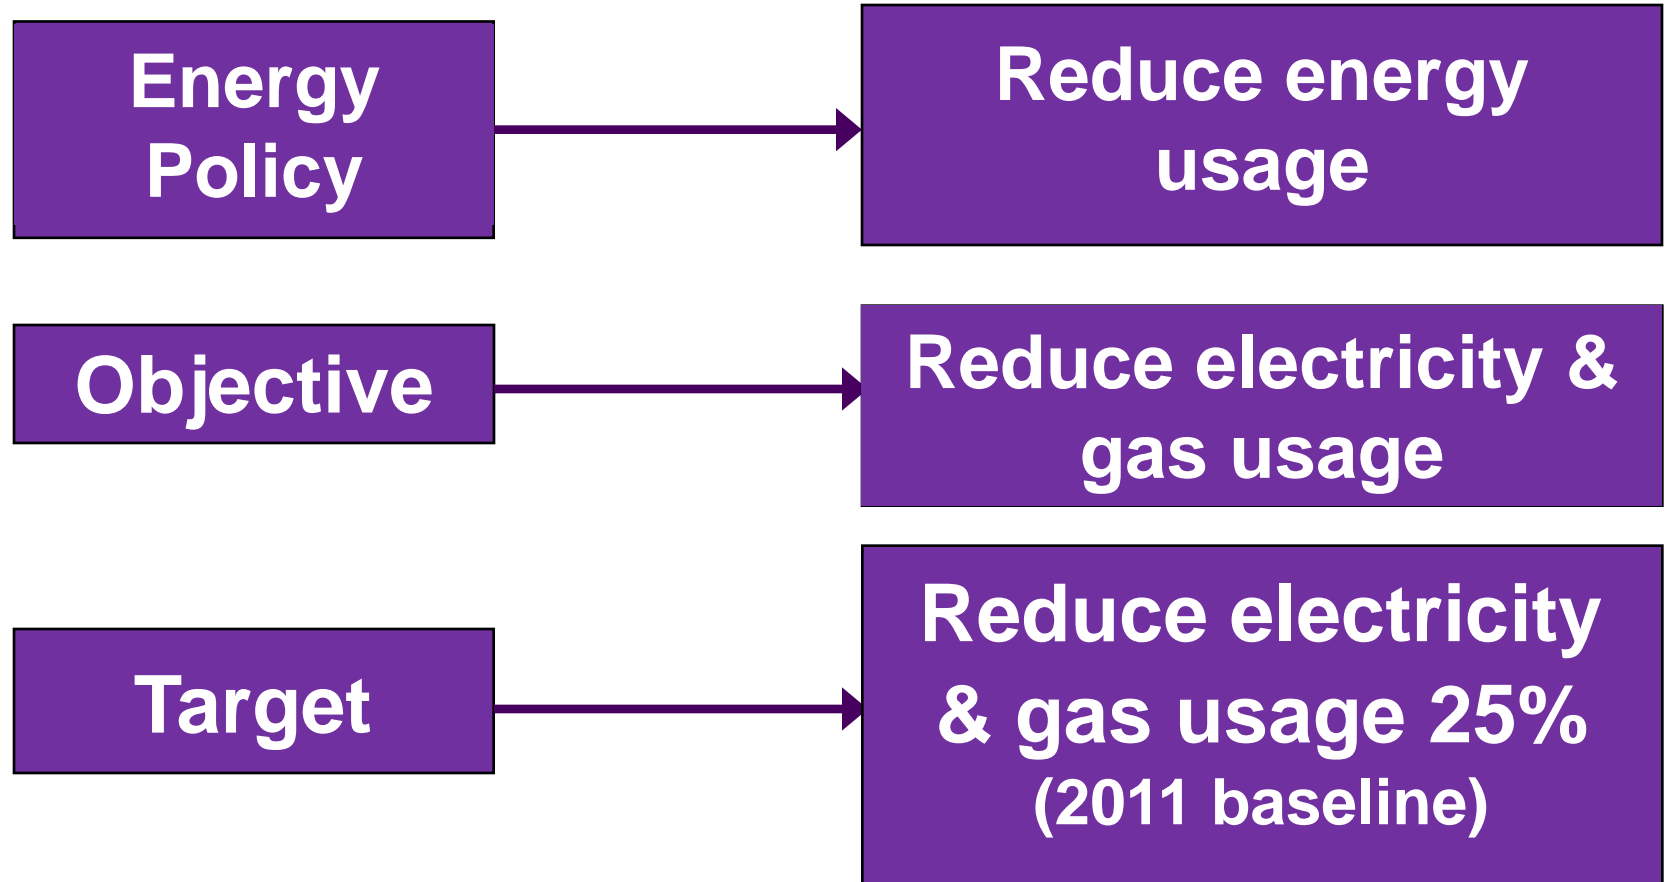 Energy
Policy
Reduce energy
usage
Objective
Reduce electricity &
gas usage
Target
Reduce electricity
& gas usage 25%
(2011 baseline)